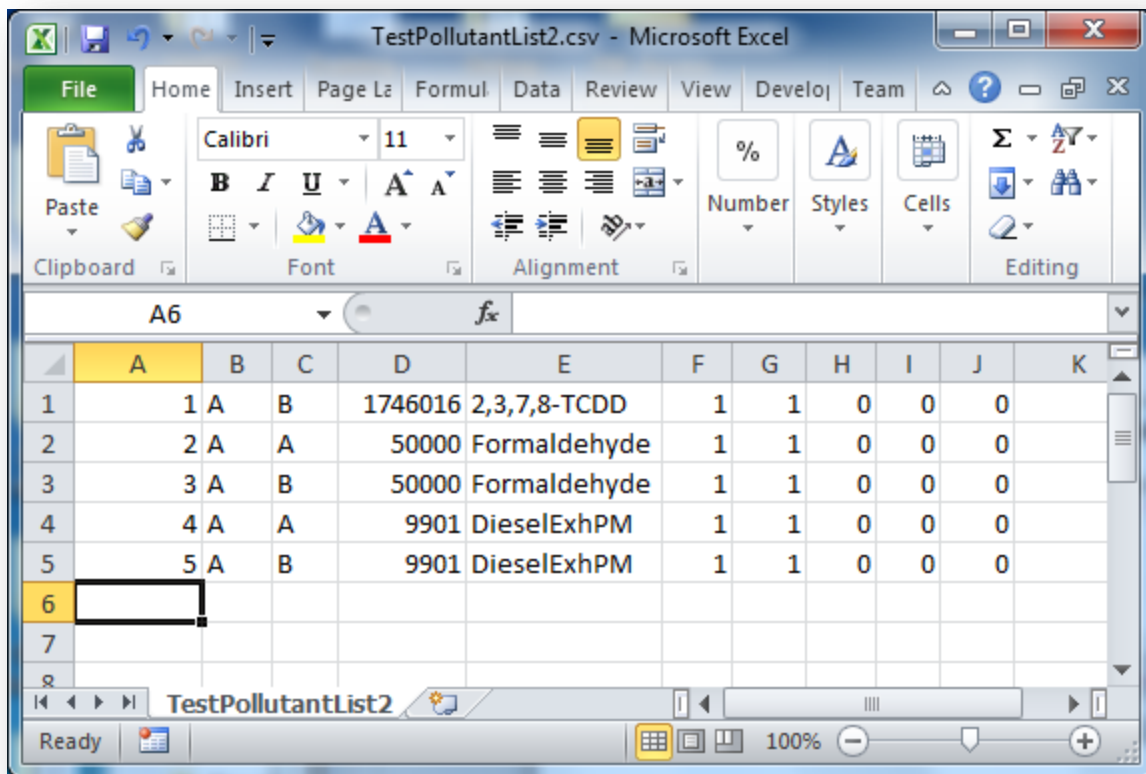 TestPollutantList2.csv - Microsoft Excel
File Home Insert Page La Formul Data Review View Develo Team
Calibri 11
B I U A A
Paste % Number Styles Cells
Clipboard Font Alignment Editing
A6 fx
A B C D E F G H I J K
1 1 A B 1746016 2,3,7,8-TCDD 1 1 0 0 0
2 2 A A 50000 Formaldehyde 1 1 0 0 0
3 3 A B 50000 Formaldehyde 1 1 0 0 0
4 4 A A 9901 DieselExhPM 1 1 0 0 0
5 5 A B 9901 DieselExhPM 1 1 0 0 0
6
7
8
TestPollutantList2
Ready 100%